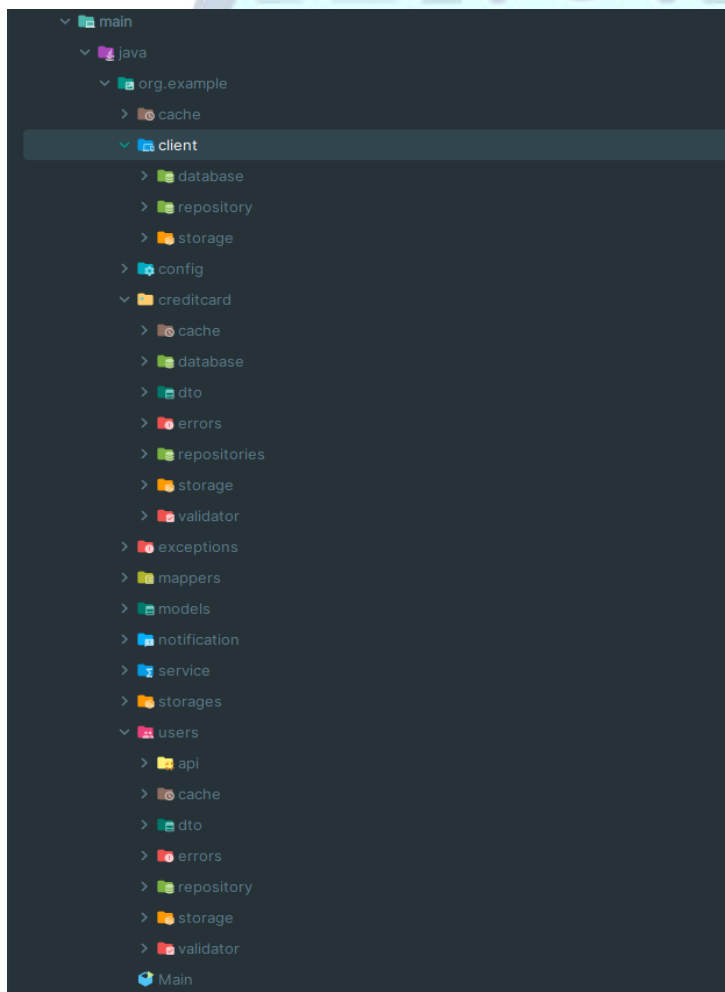 main
java
org.example
cache
client
database
repository
storage
config
creditcard
cache
database
dto
errors
repositories
storage
validator
exceptions
mappers
models
notification
service
storages
users
api
cache
dto
errors
repository
storage
validator
Main